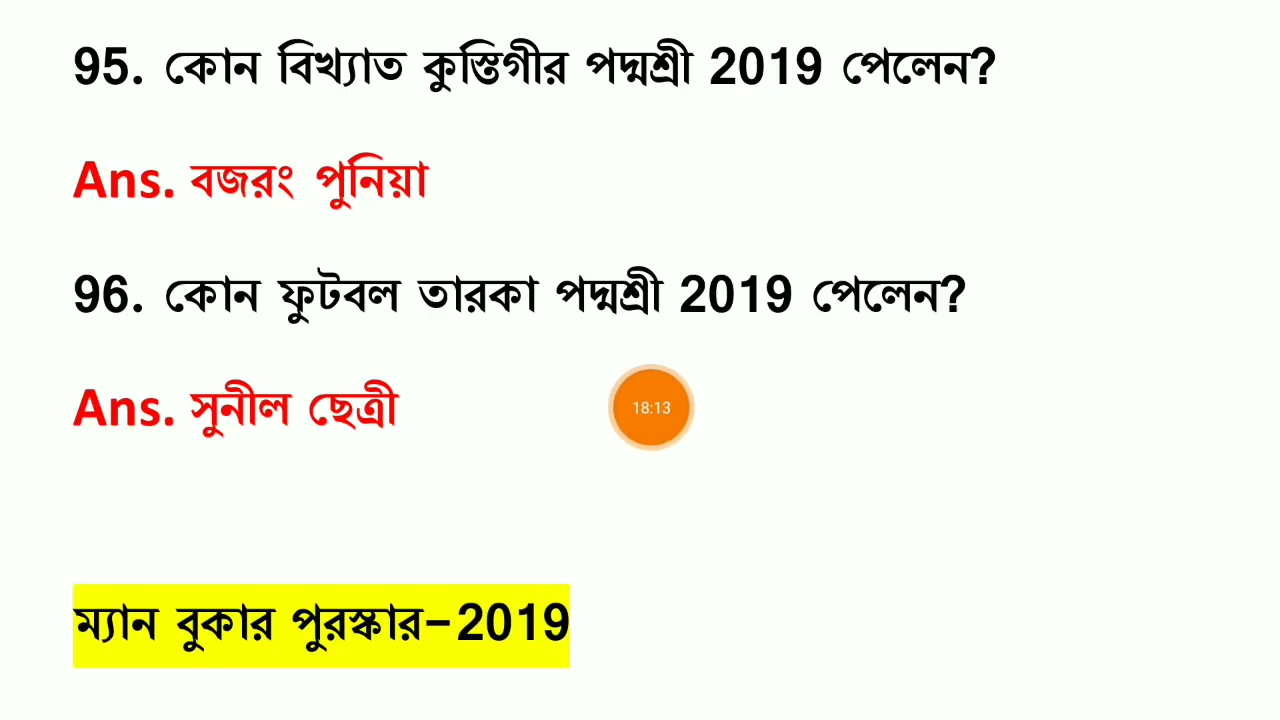 95. কোন বিখ্যাত কুস্তিগীর পদ্মশ্রী 2019 পেলেন?
Ans. বজরং পুনিয়া
96. কোন ফুটবল তারকা পদ্মশ্রী 2019 পেলেন?
Ans. সুনীল ছেত্রী
18:13
ম্যান বুকার পুরস্কার-2019